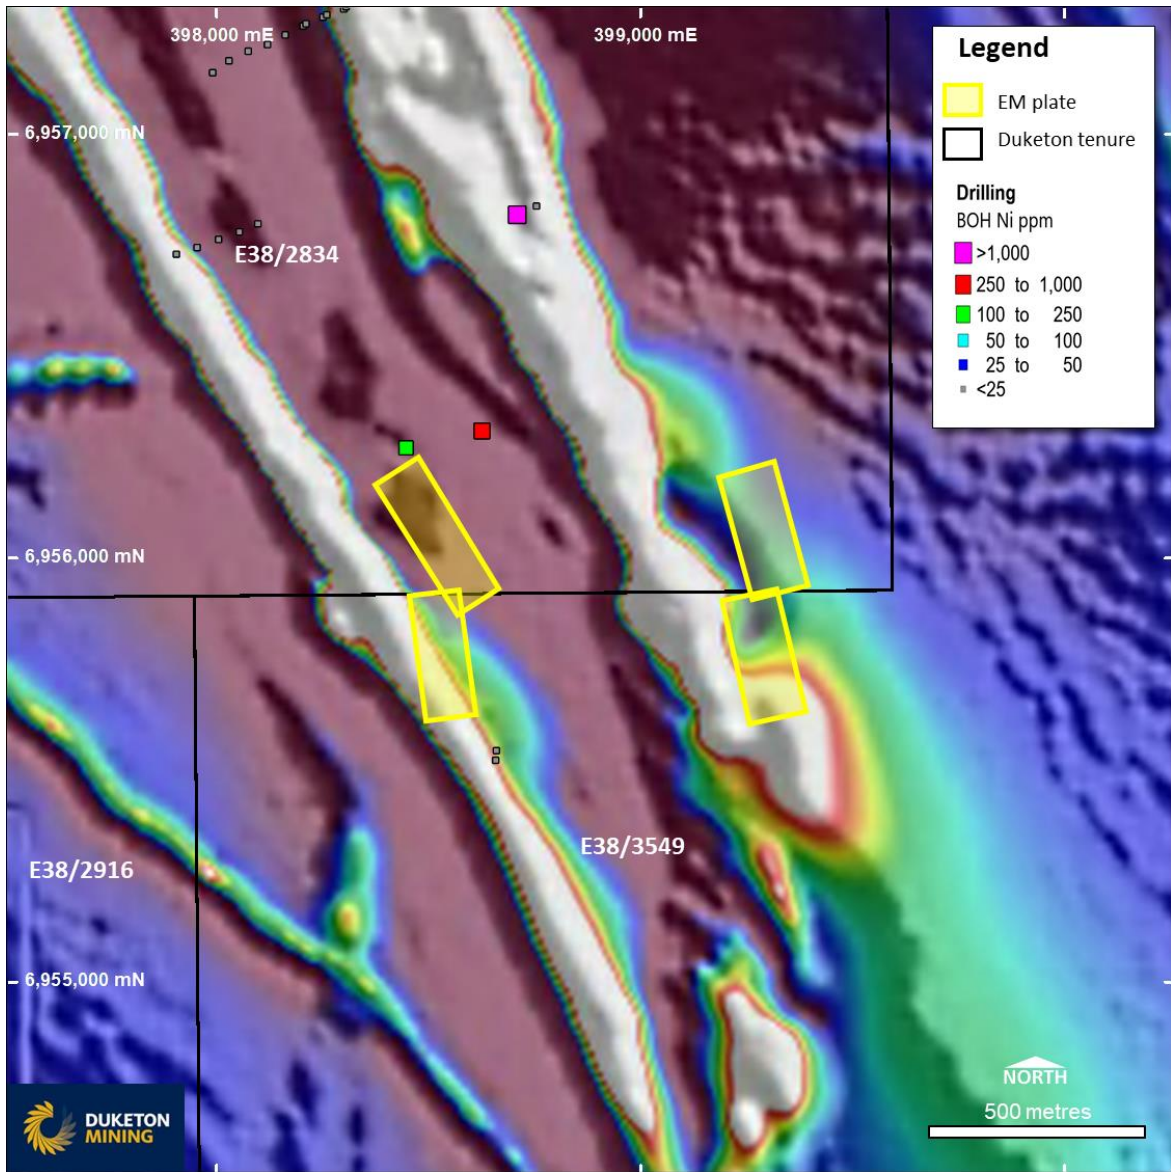 398,000 mE
399,000 mE
Legend
EM plate
Duketon tenure
Drilling
BOH Ni ppm
>1,000
250 to 1,000
100 to 250
50 to 100
25 to 50
<25
6,957,000 mN
E38/2834
6,956,000 mN
E38/3549
E38/2916
6,955,000 mN
NORTH
500 metres
DUKETON
MINING